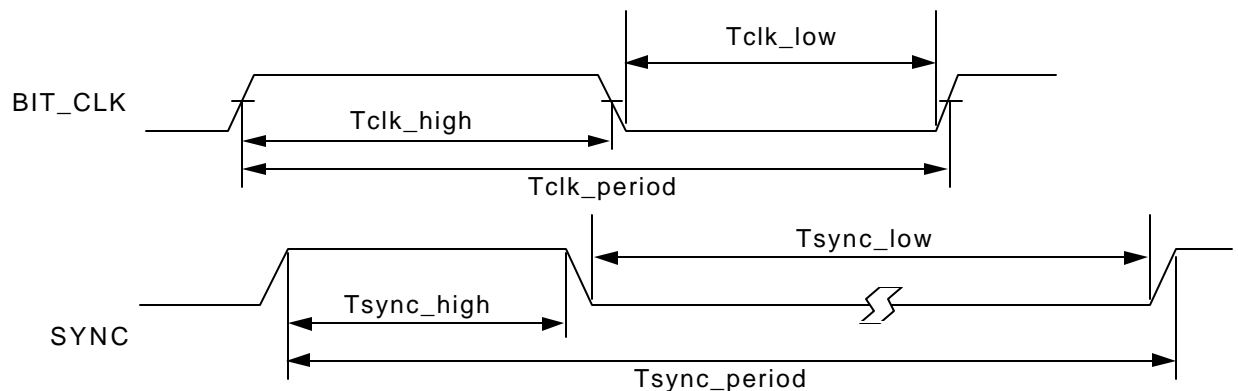 Tclk_low
BIT_CLK
Tclk_high
Tclk_period
Tsync_low
Tsync_high
SYNC
Tsync_period